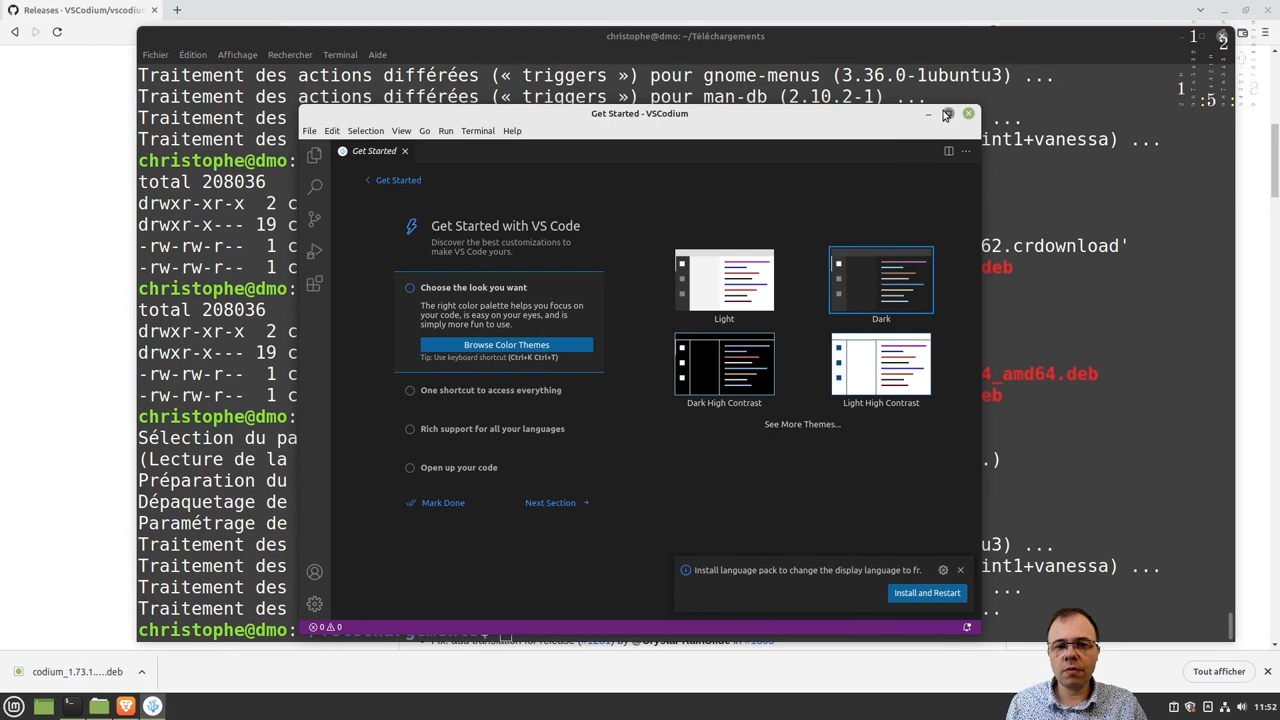 Releases · VSCodium/vscodium
christophe@dmo: ~/Téléchargements
Fichier Édition Affichage Rechercher Terminal Aide
Traitement des actions différées (« triggers ») pour gnome-menus (3.36.0-1ubuntu3) ...
Traitement des actions différées (« triggers ») pour man-db (2.10.2-1) ...
Traitement des
Traitement des int1+vanessa) ...
christophe@dmo:
total 208036
drwxr-xr-x 2 c
drwxr-x--- 19 c
-rw-rw-r-- 1 c 62.crdownload'
-rw-rw-r-- 1 c deb
christophe@dmo:
total 208036
drwxr-xr-x 2 c
drwxr-x--- 19 c
-rw-rw-r-- 1 c 4_amd64.deb
-rw-rw-r-- 1 c eb
christophe@dmo:
Sélection du pa
(Lecture de la .)
Préparation du
Dépaquetage de
Paramétrage de
Traitement des u3) ...
Traitement des int1+vanessa) ...
Traitement des ...
Traitement des ..
christophe@dmo:
Get Started - VSCodium
File Edit Selection View Go Run Terminal Help
Get Started
Get Started
Get Started with VS Code
Discover the best customizations to
make VS Code yours.
Choose the look you want
The right color palette helps you focus on
your code, is easy on your eyes, and is
simply more fun to use.
Browse Color Themes
Tip: Use keyboard shortcut (Ctrl+K Ctrl+T)
One shortcut to access everything
Rich support for all your languages
Open up your code
Mark Done Next Section
Light
Dark
Dark High Contrast
Light High Contrast
See More Themes...
Install language pack to change the display language to fr.
Install and Restart
0 0
codium_1.73.1....deb
Tout afficher
11:52